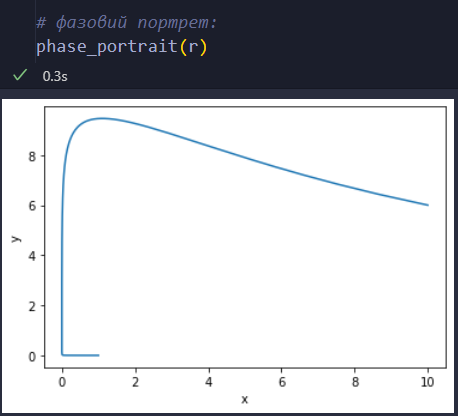 # фазовий портрет:
phase_portrait(r)
✓ 0.3s
8
6
4
2
0
y
0 2 4 6 8 10
x